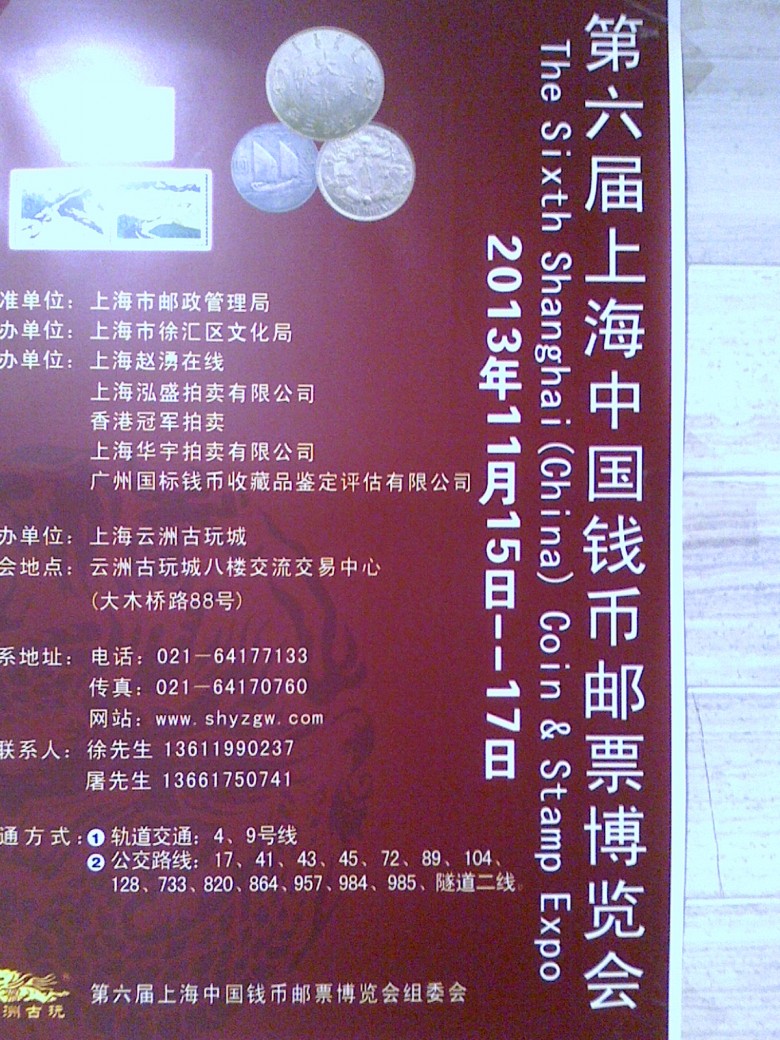 第六届上海中国钱币邮票博览会
The Sixth Shanghai (China) Coin & Stamp Expo
2013年11月15日--17日
准单位：上海市邮政管理局
办单位：上海市徐汇区文化局
办单位：上海赵湧在线
上海泓盛拍卖有限公司
香港冠军拍卖
上海华宇拍卖有限公司
广州国标钱币收藏品鉴定评估有限公司
办单位：上海云洲古玩城
会地点：云洲古玩城八楼交流交易中心
(大木桥路88号)
系地址：电话：021－64177133
传真：021－64170760
网站：www.shyzgw.com
联系人：徐先生 13611990237
屠先生 13661750741
通方式：❶ 轨道交通：4、9号线
❷ 公交路线：17、41、43、45、72、89、104、
128、733、820、864、957、984、985、隧道二线。
洲古玩
第六届上海中国钱币邮票博览会组委会